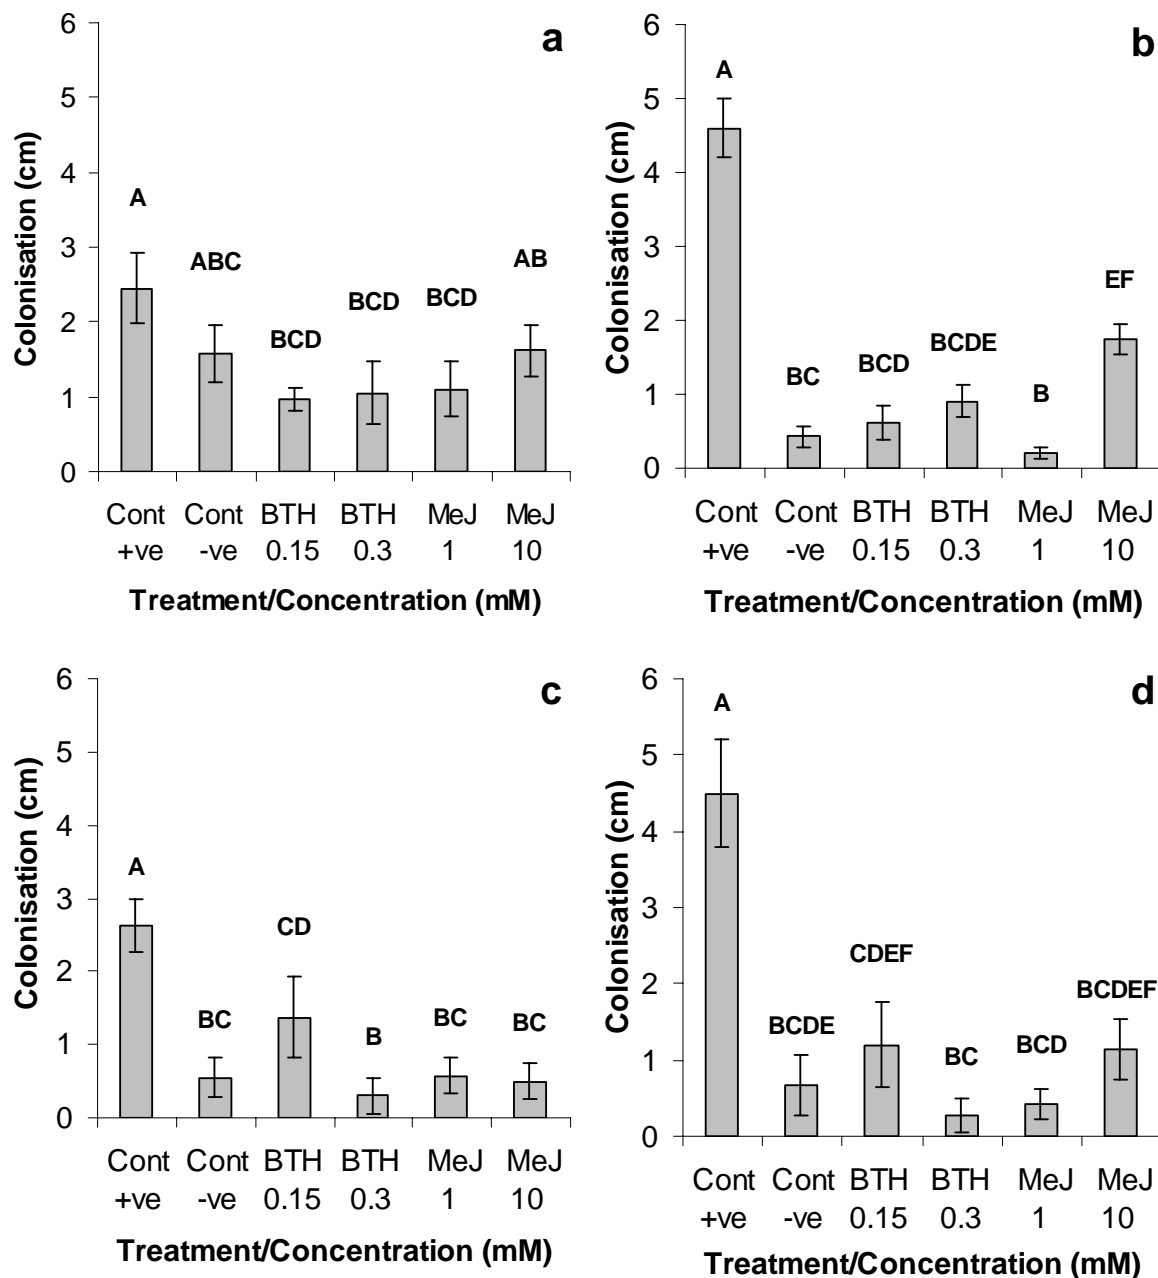 a
Colonisation (cm)
6
5
4
3
2
1
0
A
ABC
BCD
BCD
BCD
AB
Cont Cont BTH BTH MeJ MeJ
+ve -ve 0.15 0.3 1 10
Treatment/Concentration (mM)
b
Colonisation (cm)
6
5
4
3
2
1
0
A
BC
BCD
BCDE
B
EF
Cont Cont BTH BTH MeJ MeJ
+ve -ve 0.15 0.3 1 10
Treatment/Concentration (mM)
c
Colonisation (cm)
6
5
4
3
2
1
0
A
BC
CD
B
BC
BC
Cont Cont BTH BTH MeJ MeJ
+ve -ve 0.15 0.3 1 10
Treatment/Concentration (mM)
d
Colonisation (cm)
6
5
4
3
2
1
0
A
BCDE
CDEF
BC
BCD
BCDEF
Cont Cont BTH BTH MeJ MeJ
+ve -ve 0.15 0.3 1 10
Treatment/Concentration (mM)